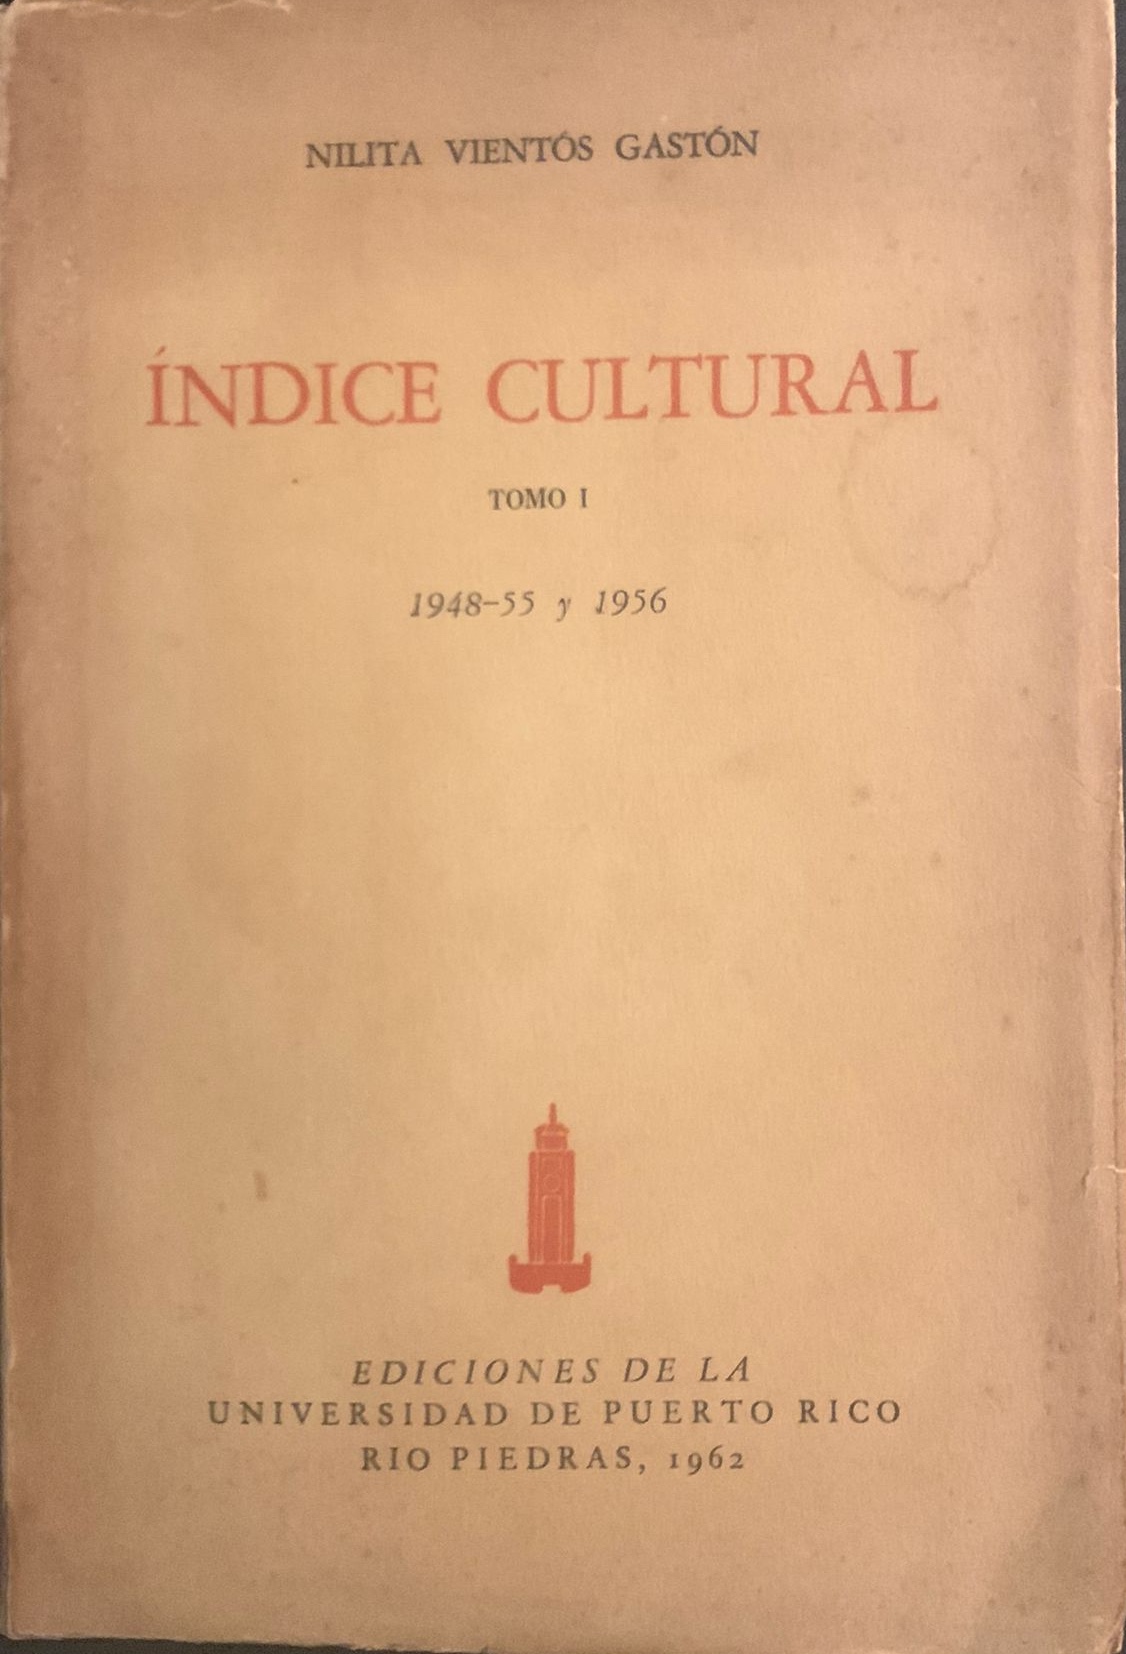 NILITA VIENTÓS GASTÓN
ÍNDICE CULTURAL
TOMO I
1948-55 y 1956
EDICIONES DE LA
UNIVERSIDAD DE PUERTO RICO
RIO PIEDRAS, 1962